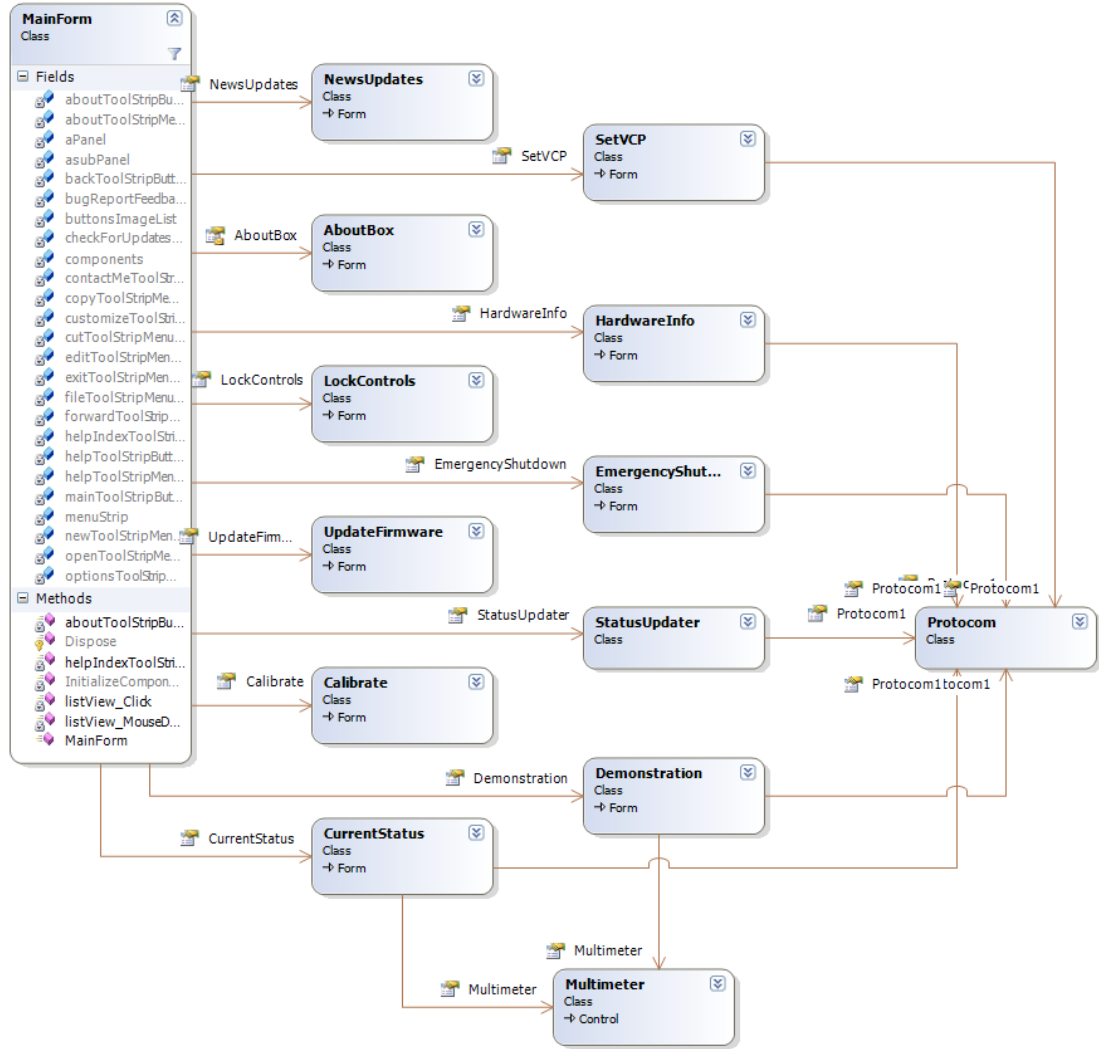 MainForm
Class
Fields
aboutToolStripBu...
aboutToolStripMe...
aPanel
asubPanel
backToolStripButt...
bugReportFeedba...
buttonsImageList
checkForUpdates...
components
contactMeToolStr...
copyToolStripMe...
customizeToolStri...
cutToolStripMenu...
editToolStripMen...
exitToolStripMen...
fileToolStripMenu...
forwardToolStrip...
helpIndexToolStri...
helpToolStripButt...
helpToolStripMen...
mainToolStripBut...
menuStrip
newToolStripMen...
openToolStripMe...
optionsToolStrip...
Methods
aboutToolStripBu...
Dispose
helpIndexToolStri...
InitializeCompon...
listView_Click
listView_MouseD...
MainForm
NewsUpdates
NewsUpdates
Class
Form
SetVCP
SetVCP
Class
Form
AboutBox
AboutBox
Class
Form
HardwareInfo
HardwareInfo
Class
Form
LockControls
LockControls
Class
Form
EmergencyShutdown
EmergencyShut...
Class
Form
UpdateFirm...
UpdateFirmware
Class
Form
StatusUpdater
StatusUpdater
Class
Protocom1
Protocom1
Protocom1
Protocom
Class
Protocom1tocom1
Calibrate
Calibrate
Class
Form
Demonstration
Demonstration
Class
Form
CurrentStatus
CurrentStatus
Class
Form
Multimeter
Multimeter
Multimeter
Class
Control